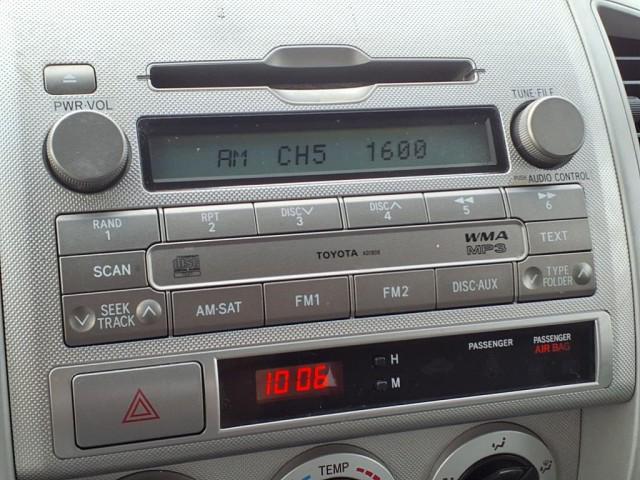 PWR·VOL
TUNE·FILE
AM CH5 1600
PUSH AUDIO CONTROL
RAND 1
RPT 2
DISC 3
DISC 4
5
6
SCAN
TOYOTA
WMA
MP3
TEXT
SEEK
TRACK
AM·SAT
FM1
FM2
DISC·AUX
TYPE
FOLDER
10:06
H
M
PASSENGER
PASSENGER
AIR BAG
TEMP